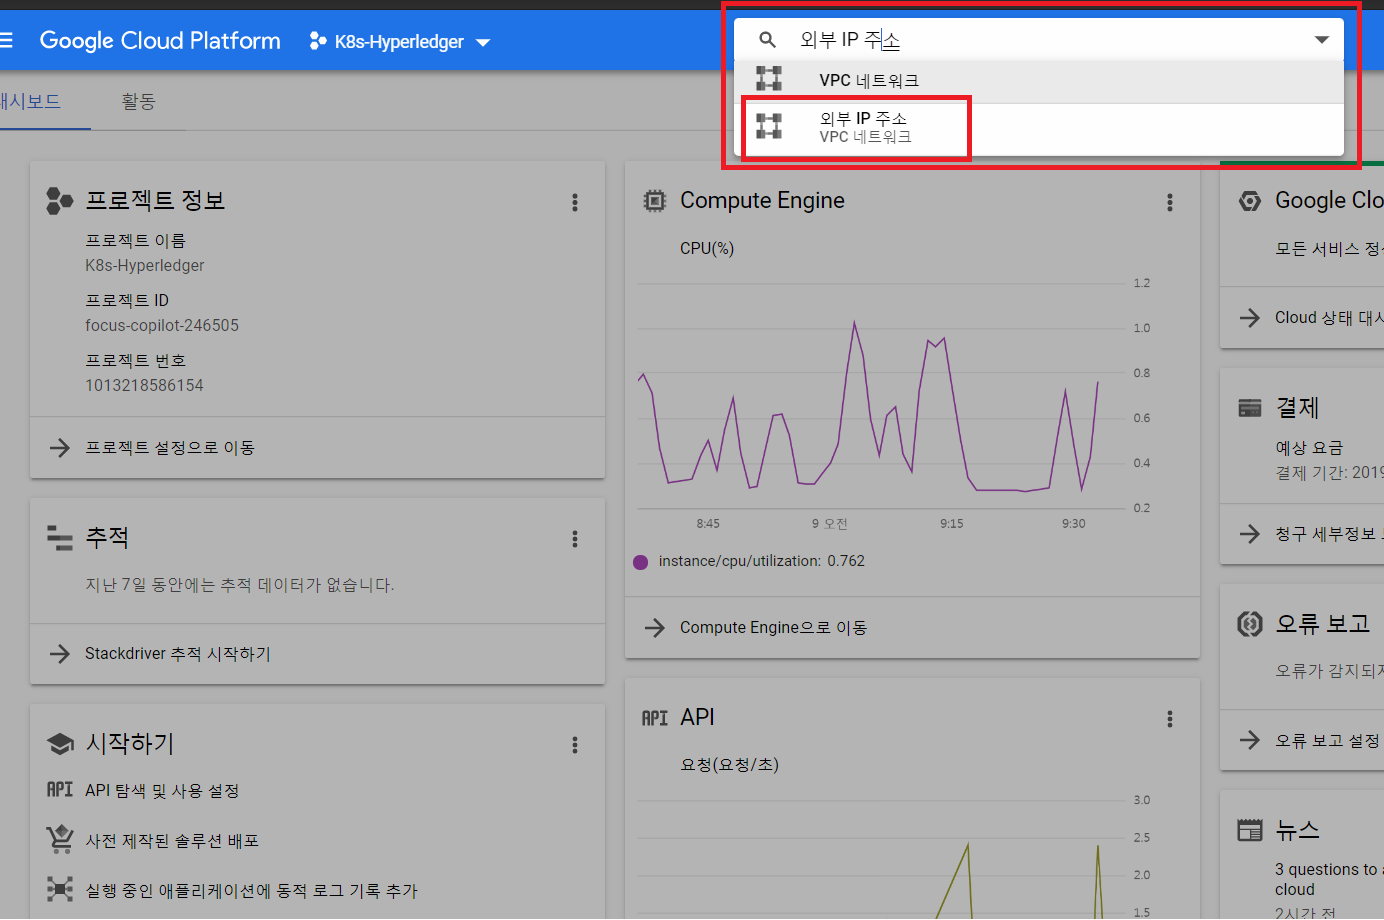 Google Cloud Platform
K8s-Hyperledger
외부 IP 주소
VPC 네트워크
외부 IP 주소
VPC 네트워크
대시보드
활동
프로젝트 정보
프로젝트 이름
K8s-Hyperledger
프로젝트 ID
focus-copilot-246505
프로젝트 번호
1013218586154
프로젝트 설정으로 이동
추적
지난 7일 동안에는 추적 데이터가 없습니다.
Stackdriver 추적 시작하기
시작하기
API
API 탐색 및 사용 설정
사전 제작된 솔루션 배포
실행 중인 애플리케이션에 동적 로그 기록 추가
Compute Engine
CPU(%)
1.2
1.0
0.8
0.6
0.4
0.2
8:45
9 오전
9:15
9:30
instance/cpu/utilization: 0.762
Compute Engine으로 이동
API API
요청(요청/초)
3.0
2.5
2.0
1.5
Google Clo
모든 서비스
Cloud 상태
결제
예상 요금
결제 기간: 2019
청구 세부정보
오류 보고
오류가
오류 보고 설정
뉴스
3 questions to
cloud
2시간 전